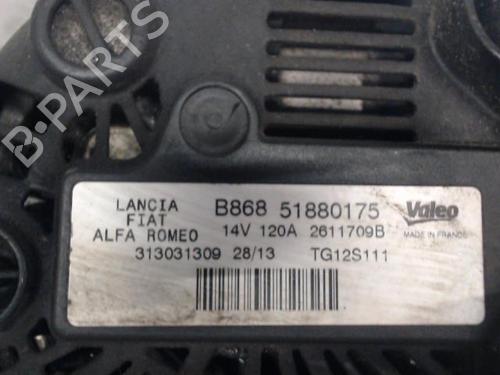 B-PARTS
LANCIA
FIAT
ALFA ROMEO
B868 51880175
14V 120A 2611709B
Valeo
MADE IN FRANCE
313031309 28/13
TG12S111